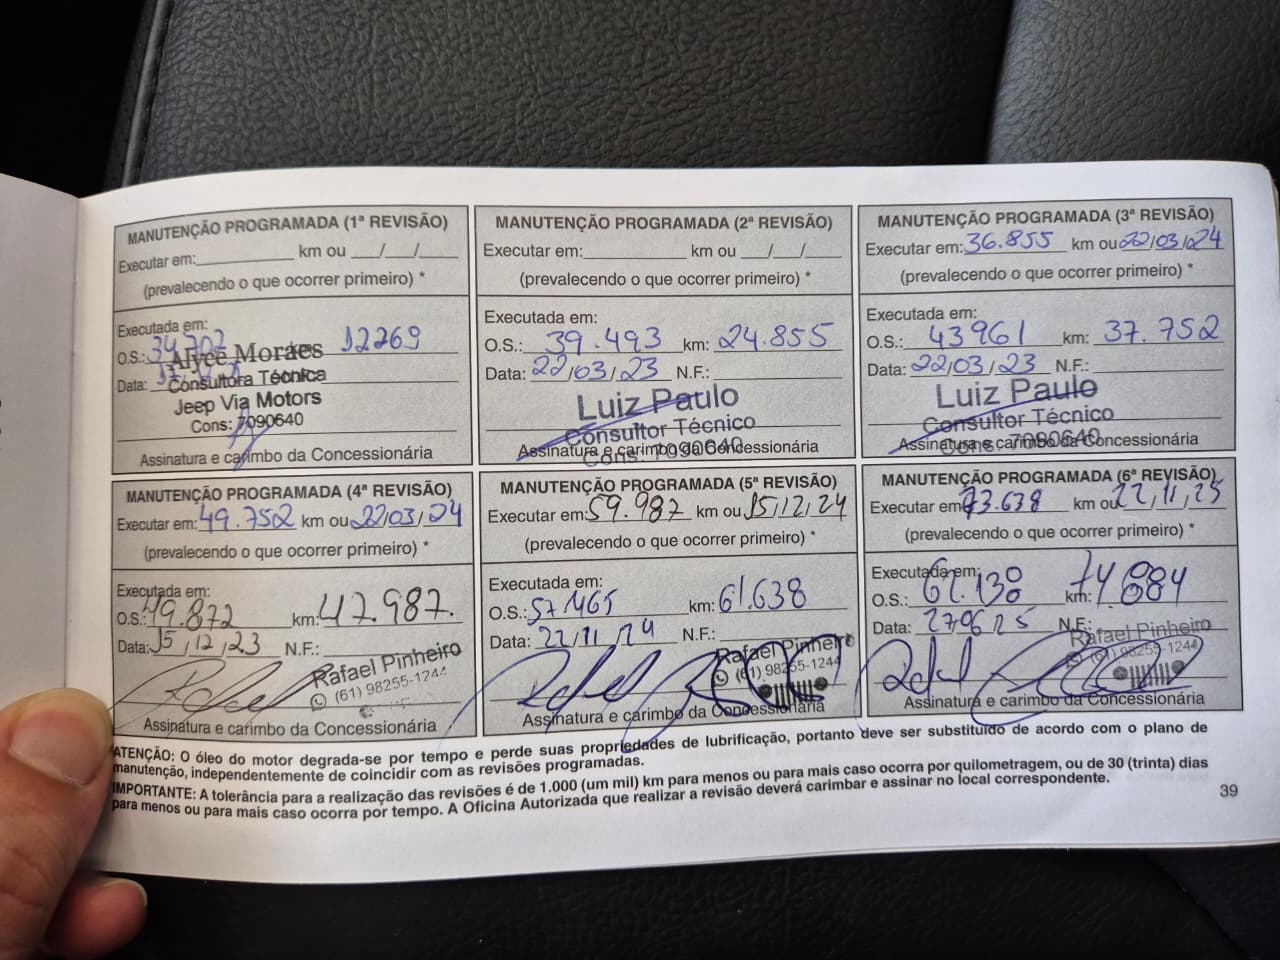 MANUTENÇÃO PROGRAMADA (1ª REVISÃO)
Executar em: km ou / /
(prevalecendo o que ocorrer primeiro) *
Executada em:
O.S.: 34.702 12269
Alyce Moraes
Data:
Consultora Técnica
Jeep Via Motors
Cons: 7090640
Assinatura e carimbo da Concessionária
MANUTENÇÃO PROGRAMADA (2ª REVISÃO)
Executar em: km ou / /
(prevalecendo o que ocorrer primeiro) *
Executada em:
O.S.: 39.493 km: 24.855
Data: 22/03/23 N.F.:
Luiz Paulo
Consultor Técnico
Cons. 7090640
Assinatura e carimbo da Concessionária
MANUTENÇÃO PROGRAMADA (3ª REVISÃO)
Executar em: 36.855 km ou 22/03/24
(prevalecendo o que ocorrer primeiro) *
Executada em:
O.S.: 43961 km: 37.752
Data: 22/03/23 N.F.:
Luiz Paulo
Consultor Técnico
Cons. 7090640
Assinatura e carimbo da Concessionária
MANUTENÇÃO PROGRAMADA (4ª REVISÃO)
Executar em: 49.752 km ou 22/03/24
(prevalecendo o que ocorrer primeiro) *
Executada em:
O.S.: 49.872 km: 47.987.
Data: 15/12/23 N.F.:
Rafael Pinheiro
(61) 98255-1244
Assinatura e carimbo da Concessionária
MANUTENÇÃO PROGRAMADA (5ª REVISÃO)
Executar em: 59.987 km ou 15/12/24
(prevalecendo o que ocorrer primeiro) *
Executada em:
O.S.: 57.465 km: 61.638
Data: 22/11/24 N.F.:
Rafael Pinheiro
(61) 98255-1244
Assinatura e carimbo da Concessionária
MANUTENÇÃO PROGRAMADA (6ª REVISÃO)
Executar em: 73.638 km ou 22/11/25
(prevalecendo o que ocorrer primeiro) *
Executada em:
O.S.: km:
Data: N.F.:
Rafael Pinheiro
(61) 98255-1244
Assinatura e carimbo da Concessionária
ATENÇÃO: O óleo do motor degrada-se por tempo e perde suas propriedades de lubrificação, portanto deve ser substituído de acordo com o plano de
manutenção, independentemente de coincidir com as revisões programadas.
IMPORTANTE: A tolerância para a realização das revisões é de 1.000 (um mil) km para menos ou para mais caso ocorra por quilometragem, ou de 30 (trinta) dias
para menos ou para mais caso ocorra por tempo. A Oficina Autorizada que realizar a revisão deverá carimbar e assinar no local correspondente.
39